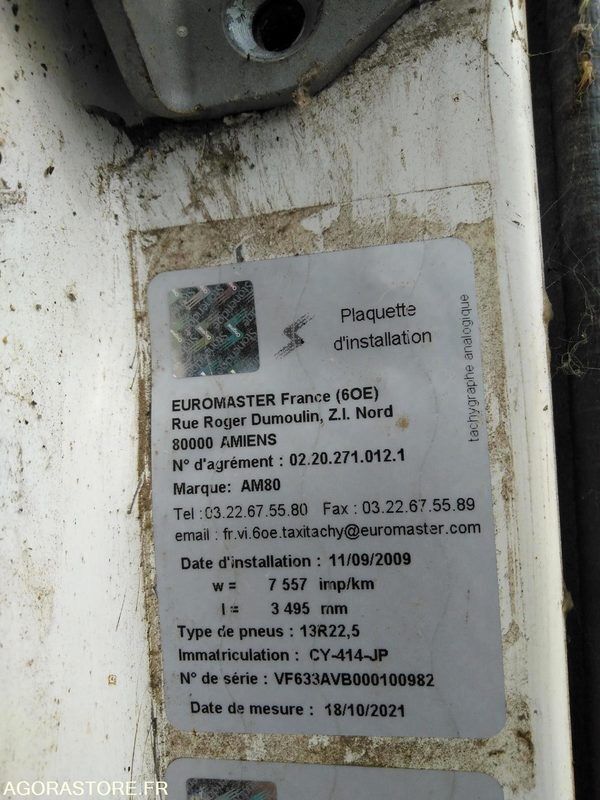 Plaquette
d'installation
tachygraphe analogique
EUROMASTER France (6OE)
Rue Roger Dumoulin, Z.I. Nord
80000 AMIENS
N° d'agrément : 02.20.271.012.1
Marque: AM80
Tel : 03.22.67.55.80 Fax : 03.22.67.55.89
email : fr.vi.6oe.taxitachy@euromaster.com
Date d'installation : 11/09/2009
w = 7 557 imp/km
l = 3 495 mm
Type de pneus : 13R22,5
Immatriculation : CY-414-JP
N° de série : VF633AVB000100982
Date de mesure : 18/10/2021
AGORASTORE.FR